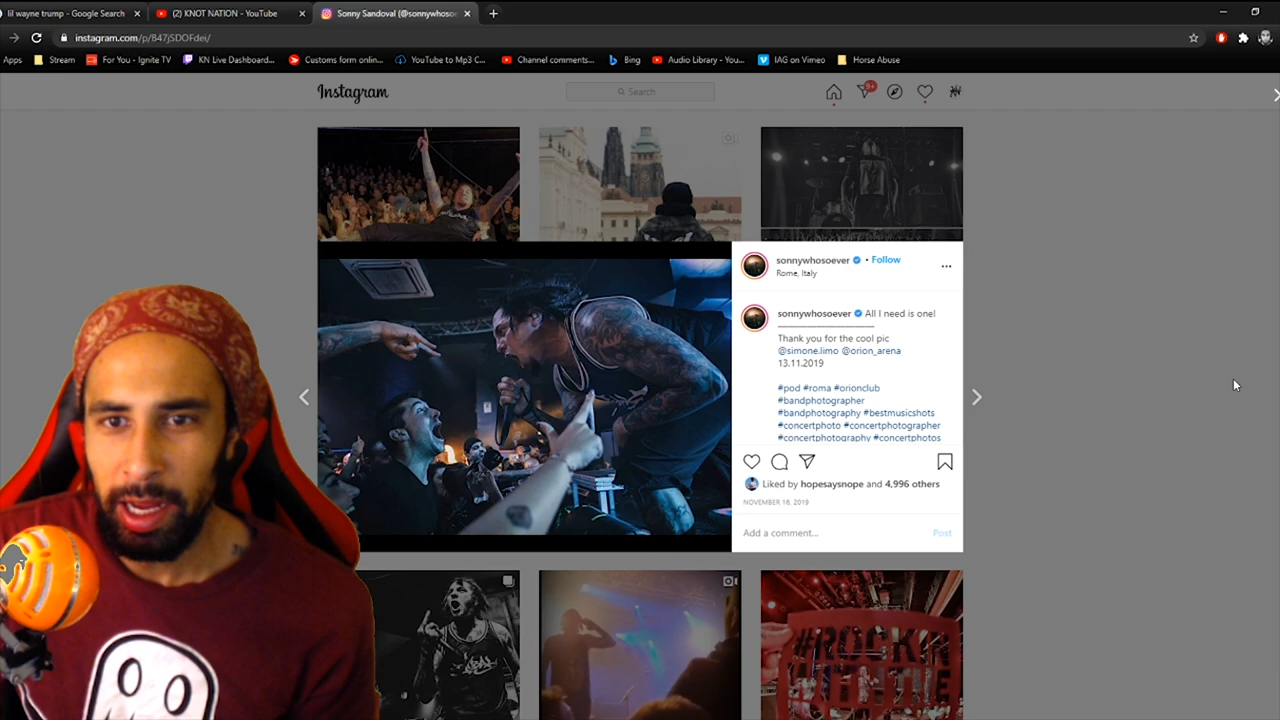 lil wayne trump - Google Search
(2) KNOT NATION - YouTube
Sonny Sandoval (@sonnywhosoe
instagram.com/p/B47jSDOFdei/
Apps
Stream
For You - Ignite TV
KN Live Dashboard...
Customs form onlin...
YouTube to Mp3 C...
Channel comments...
Bing
Audio Library - You...
IAG on Vimeo
Horse Abuse
Instagram
Search
9+
sonnywhosoever • Follow
Rome, Italy
sonnywhosoever All I need is one!
Thank you for the cool pic
@simone.limo @orion_arena
13.11.2019
#pod #roma #orionclub
#bandphotographer
#bandphotography #bestmusicshots
#concertphoto #concertphotographer
#concertphotography #concertphotos
Liked by hopesaysnope and 4,996 others
NOVEMBER 16, 2019
Add a comment...
Post
#ROCKIN